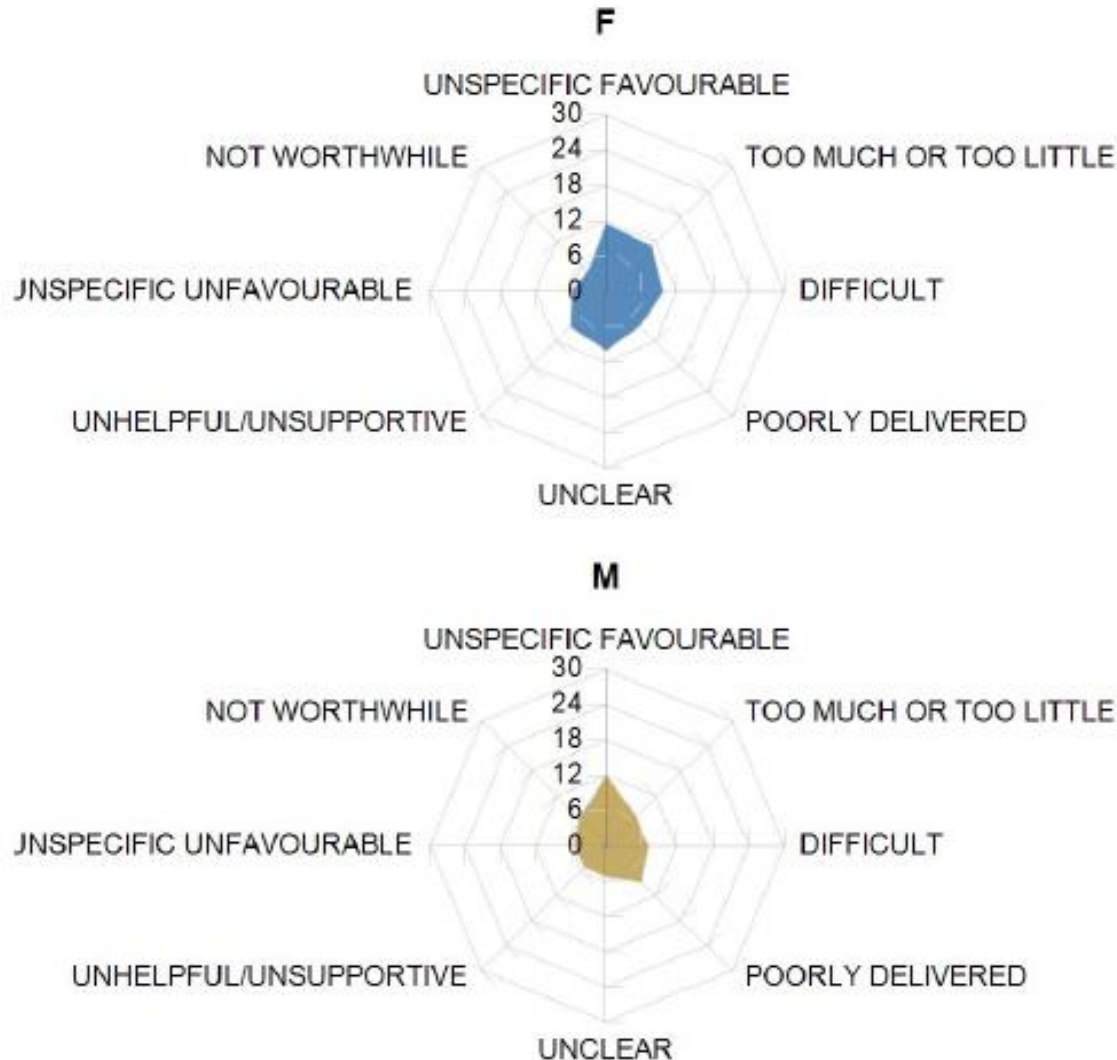 F
UNSPECIFIC FAVOURABLE
30
24
NOT WORTHWHILE
TOO MUCH OR TOO LITTLE
18
12
6
JNSPECIFIC UNFAVOURABLE
0
DIFFICULT
UNHELPFUL/UNSUPPORTIVE
POORLY DELIVERED
UNCLEAR
M
UNSPECIFIC FAVOURABLE
30
24
NOT WORTHWHILE
TOO MUCH OR TOO LITTLE
18
12
6
JNSPECIFIC UNFAVOURABLE
0
DIFFICULT
UNHELPFUL/UNSUPPORTIVE
POORLY DELIVERED
UNCLEAR